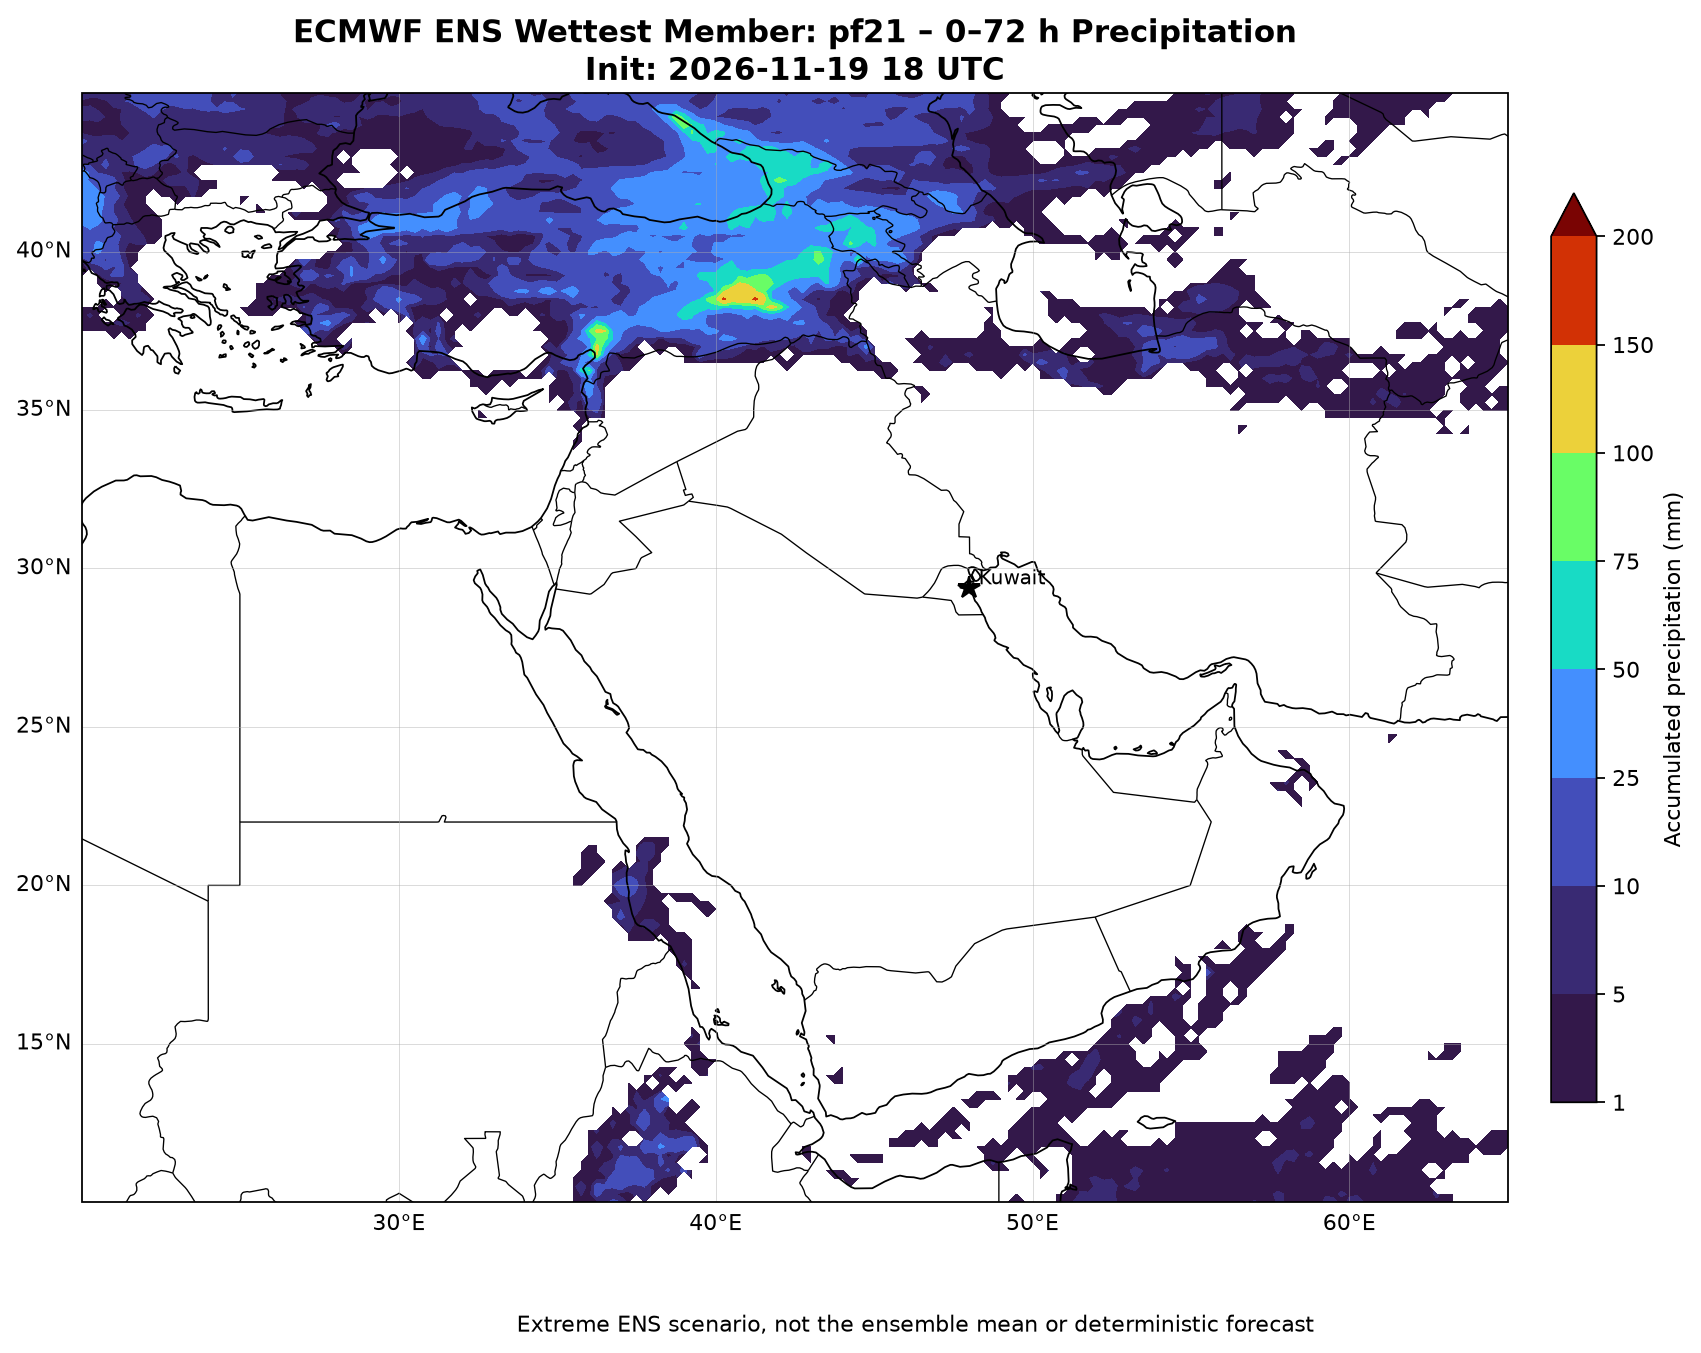 ECMWF ENS Wettest Member: pf21 – 0–72 h Precipitation
Init: 2026-11-19 18 UTC
40°N
35°N
30°N
25°N
20°N
15°N
Kuwait
30°E
40°E
50°E
60°E
200
150
100
75
50
25
10
5
1
Accumulated precipitation (mm)
Extreme ENS scenario, not the ensemble mean or deterministic forecast